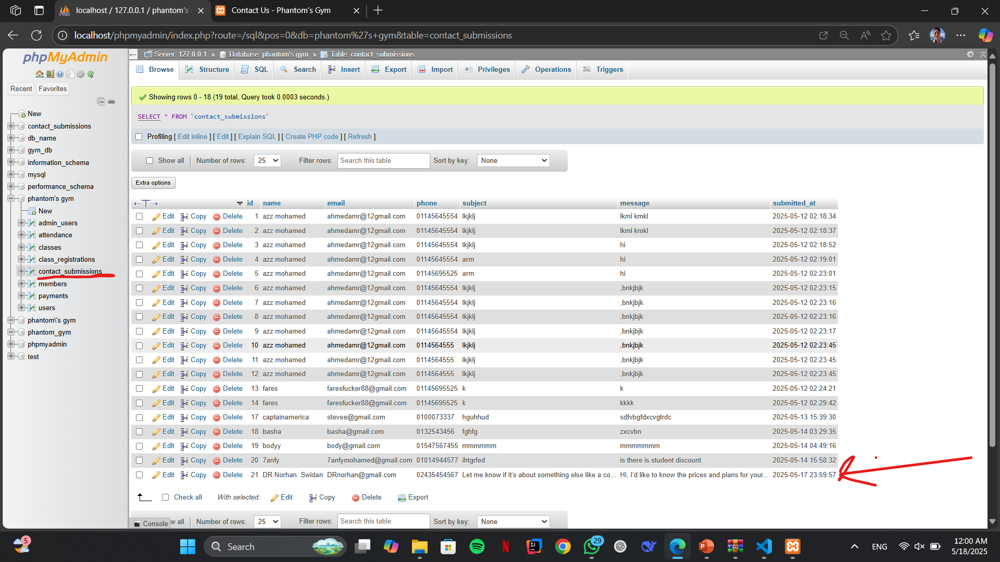 localhost / 127.0.0.1 / phantom's g
Contact Us - Phantom's Gym
localhost/phpmyadmin/index.php?route=/sql&pos=0&db=phantom%27s+gym&table=contact_submissions
phpMyAdmin
Recent Favorites
New
contact_submissions
db_name
gym_db
information_schema
mysql
performance_schema
phantom's gym
New
admin_users
attendance
classes
class_registrations
contact_submissions
members
payments
users
phantom\'s gym
phantom_gym
phpmyadmin
test
Server: 127.0.0.1 » Database: phantom's gym » Table: contact_submissions
Browse Structure SQL Search Insert Export Import Privileges Operations Triggers
Showing rows 0 - 18 (19 total, Query took 0.0003 seconds.)
SELECT * FROM `contact_submissions`
Profiling [ Edit inline ] [ Edit ] [ Explain SQL ] [ Create PHP code ] [ Refresh ]
Show all Number of rows: 25 Filter rows: Search this table Sort by key: None
Extra options
id name email phone subject message submitted_at
Edit Copy Delete 1 azz mohamed ahmedamr@12gmail.com 01145645554 lkjklj lkml kmkl 2025-05-12 02:18:34
Edit Copy Delete 2 azz mohamed ahmedamr@12gmail.com 01145645554 lkjklj lkml kmkl 2025-05-12 02:18:37
Edit Copy Delete 3 azz mohamed ahmedamr@12gmail.com 01145645554 lkjklj hi 2025-05-12 02:18:52
Edit Copy Delete 4 azz mohamed ahmedamr@12gmail.com 01145645554 arm hi 2025-05-12 02:19:01
Edit Copy Delete 5 azz mohamed ahmedamr@12gmail.com 01145695525 arm hi 2025-05-12 02:23:01
Edit Copy Delete 6 azz mohamed ahmedamr@12gmail.com 01145645554 lkjklj ,bnkjbjk 2025-05-12 02:23:15
Edit Copy Delete 7 azz mohamed ahmedamr@12gmail.com 01145645554 lkjklj ,bnkjbjk 2025-05-12 02:23:16
Edit Copy Delete 8 azz mohamed ahmedamr@12gmail.com 01145645554 lkjklj ,bnkjbjk 2025-05-12 02:23:16
Edit Copy Delete 9 azz mohamed ahmedamr@12gmail.com 01145645554 lkjklj ,bnkjbjk 2025-05-12 02:23:17
Edit Copy Delete 10 azz mohamed ahmedamr@12gmail.com 0114564555 lkjklj ,bnkjbjk 2025-05-12 02:23:45
Edit Copy Delete 11 azz mohamed ahmedamr@12gmail.com 0114564555 lkjklj ,bnkjbjk 2025-05-12 02:23:45
Edit Copy Delete 12 azz mohamed ahmedamr@12gmail.com 0114564555 lkjklj ,bnkjbjk 2025-05-12 02:23:45
Edit Copy Delete 13 fares faresfucker88@gmail.com 01145695525 k k 2025-05-12 02:24:21
Edit Copy Delete 14 fares faresfucker88@gmail.com 01145695525 k kkkk 2025-05-12 02:29:42
Edit Copy Delete 17 captainamerica stevee@gmail.com 0100073337 hguhhud sdfvbgfdxcvgtrdc 2025-05-13 15:39:30
Edit Copy Delete 18 basha basha@gmail.com 0132543456 fghfg zxcvbn 2025-05-14 03:29:35
Edit Copy Delete 19 bodyy body@gmail.com 01547567455 mmmmmm mmmmmmm 2025-05-14 04:49:16
Edit Copy Delete 20 7anfy 7anfymohamed@gmail.com 01014944577 ihtgrfed is there is student discount 2025-05-14 15:58:32
Edit Copy Delete 21 DR Norhan Swidan DRnorhan@gmail.com 02435454567 Let me know if it's about something else like a co... Hi, I'd like to know the prices and plans for your... 2025-05-17 23:59:57
Check all With selected: Edit Copy Delete Export
Console w all Number of rows: 25 Filter rows: Search this table Sort by key: None
5
Search
29
ENG
12:00 AM
5/18/2025